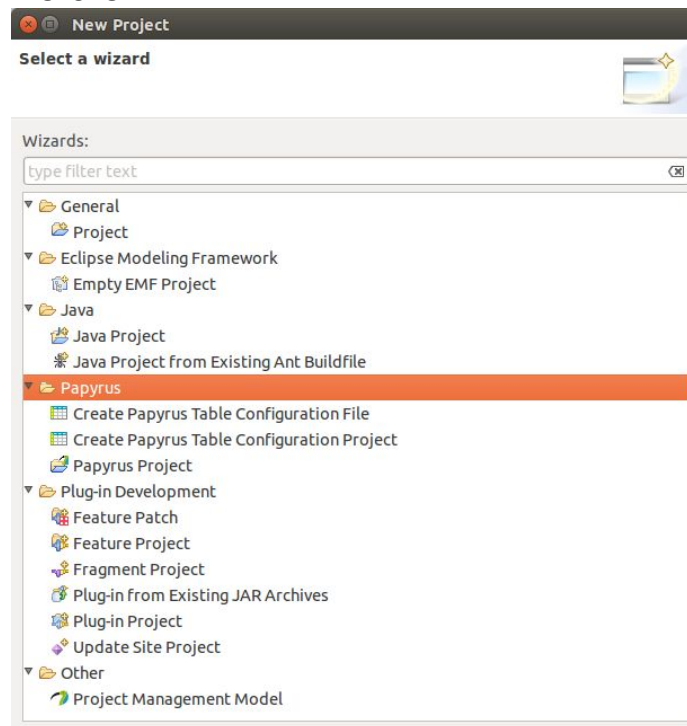 New Project
Select a wizard
Wizards:
type filter text
General
Project
Eclipse Modeling Framework
Empty EMF Project
Java
Java Project
Java Project from Existing Ant Buildfile
Papyrus
Create Papyrus Table Configuration File
Create Papyrus Table Configuration Project
Papyrus Project
Plug-in Development
Feature Patch
Feature Project
Fragment Project
Plug-in from Existing JAR Archives
Plug-in Project
Update Site Project
Other
Project Management Model